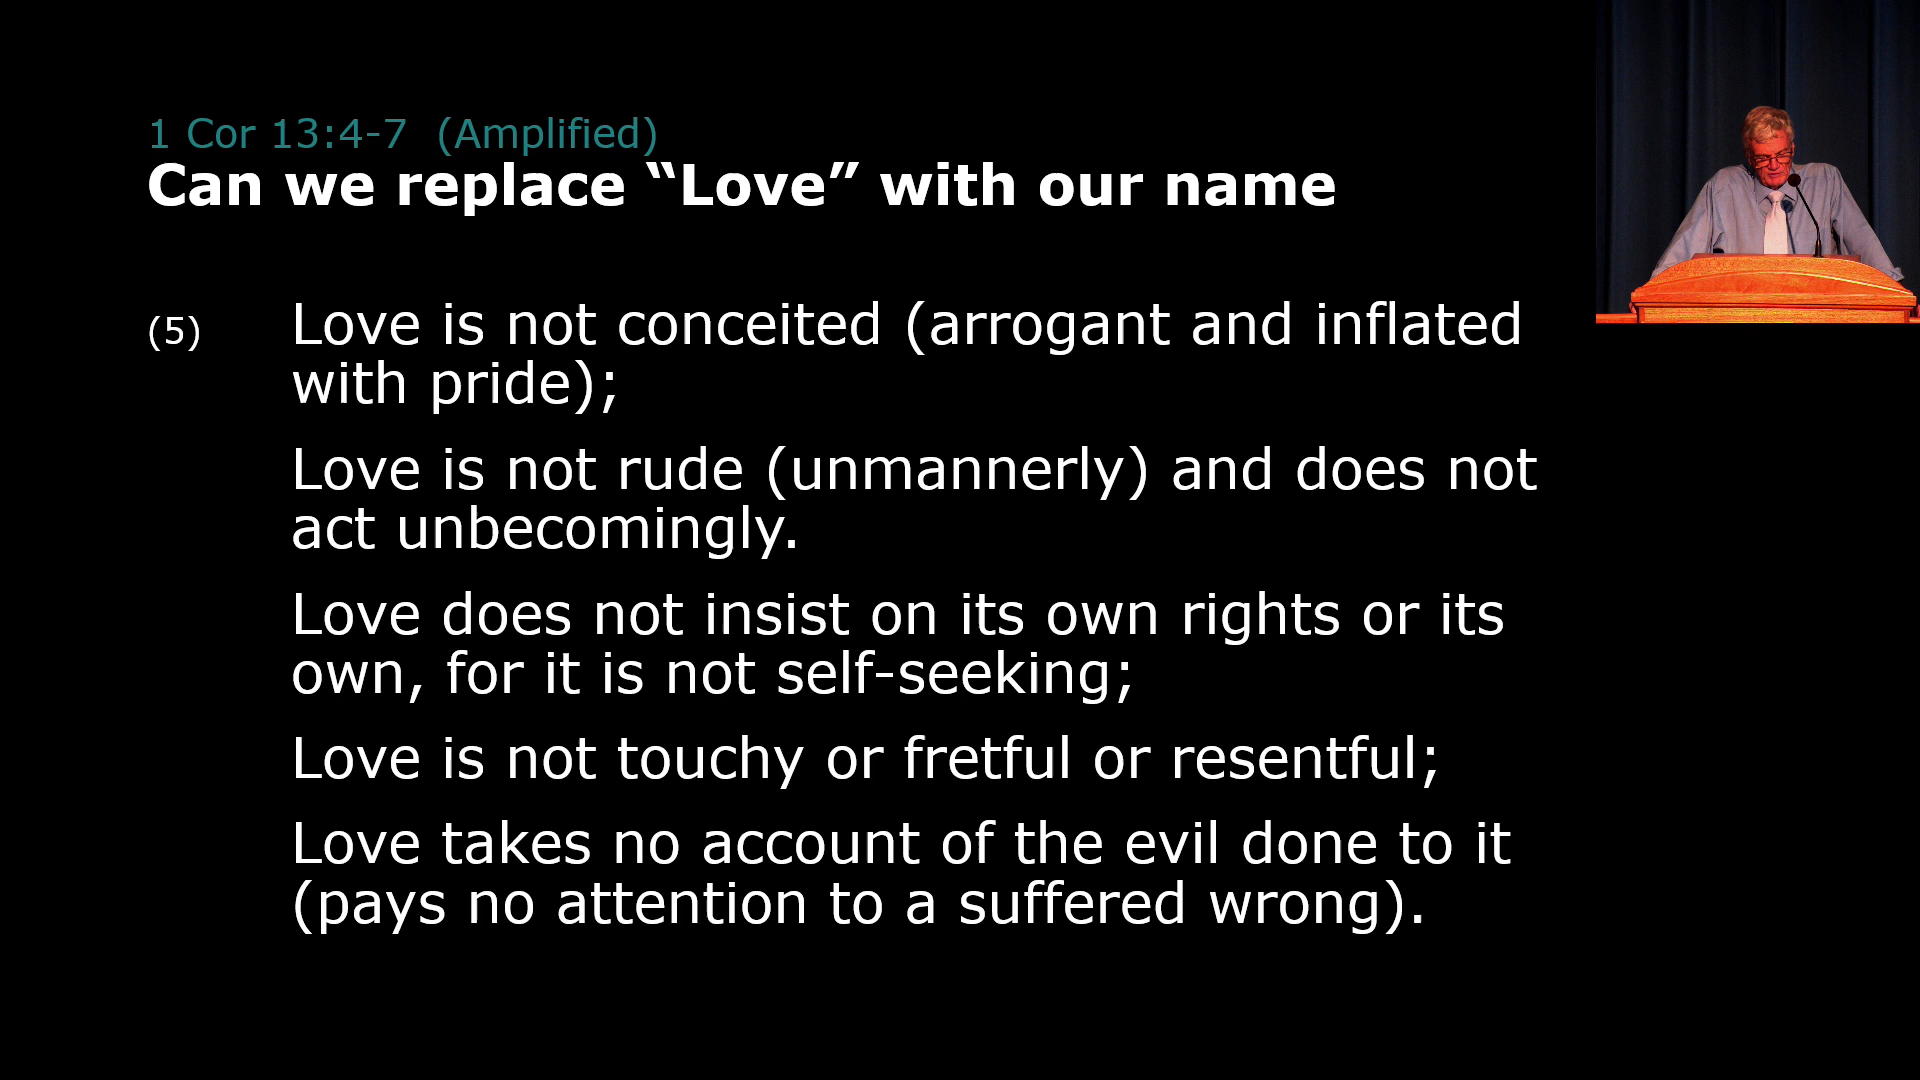 1 Cor 13:4-7 (Amplified)
Can we replace “Love” with our name
(5) Love is not conceited (arrogant and inflated
with pride);
Love is not rude (unmannerly) and does not
act unbecomingly.
Love does not insist on its own rights or its
own, for it is not self-seeking;
Love is not touchy or fretful or resentful;
Love takes no account of the evil done to it
(pays no attention to a suffered wrong).